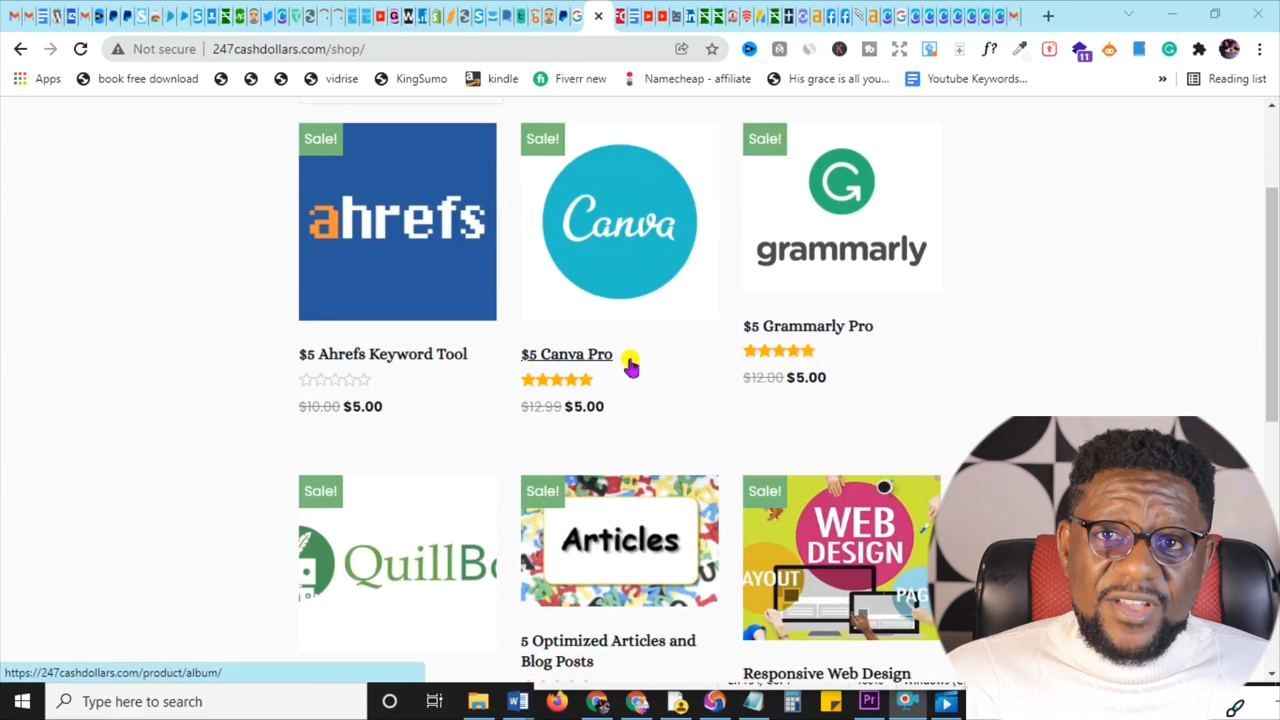 Not secure
247cashdollars.com/shop/
11
Apps
book free download
vidrise
KingSumo
kindle
Fiverr new
Namecheap - affiliate
His grace is all you...
Youtube Keywords...
»
Reading list
Sale!
Sale!
Sale!
ahrefs
Canva
grammarly
$5 Ahrefs Keyword Tool
$10.00 $5.00
$5 Canva Pro
$12.99 $5.00
$5 Grammarly Pro
$12.00 $5.00
Sale!
Sale!
Sale!
QuillB
Articles
WEB
DESIGN
AYOUT
PAG
5 Optimized Articles and
Blog Posts
Responsive Web Design
https://247cashdollars.com/product/album/
Type here to search